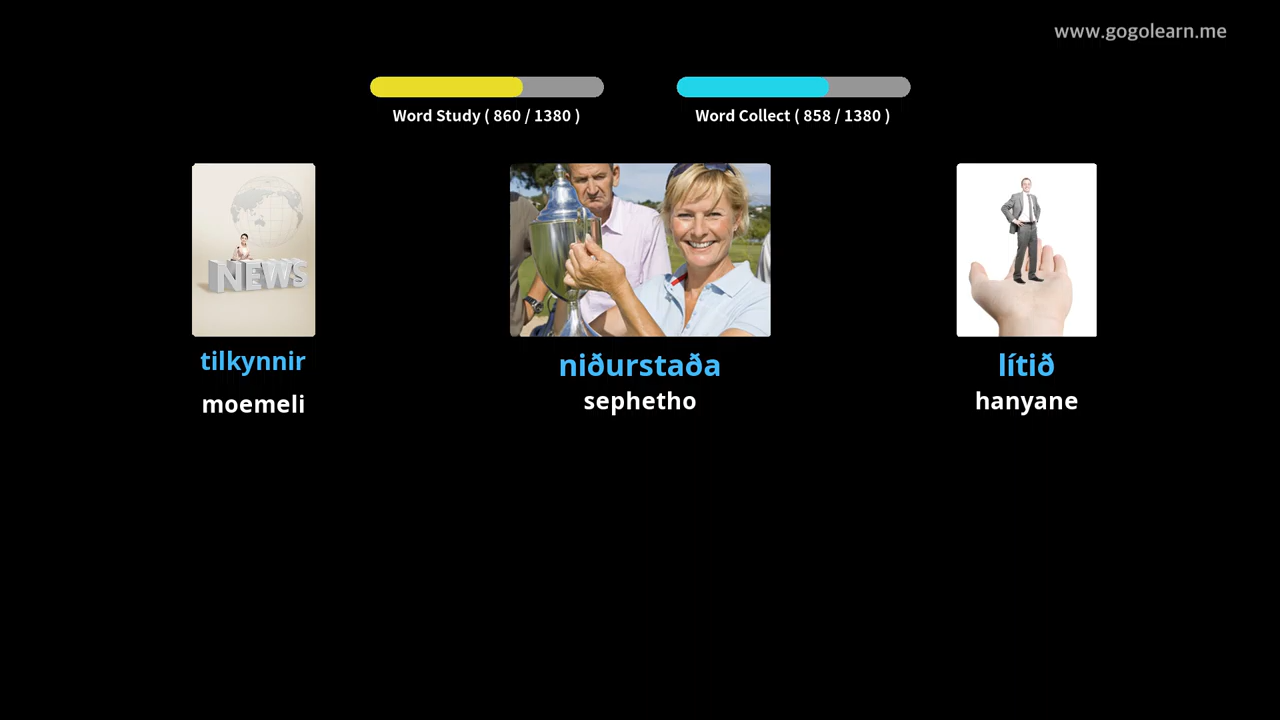 www.gogolearn.me
Word Study ( 860 / 1380 )
Word Collect ( 858 / 1380 )
NEWS
tilkynnir
niðurstaða
lítið
moemeli
sephetho
hanyane